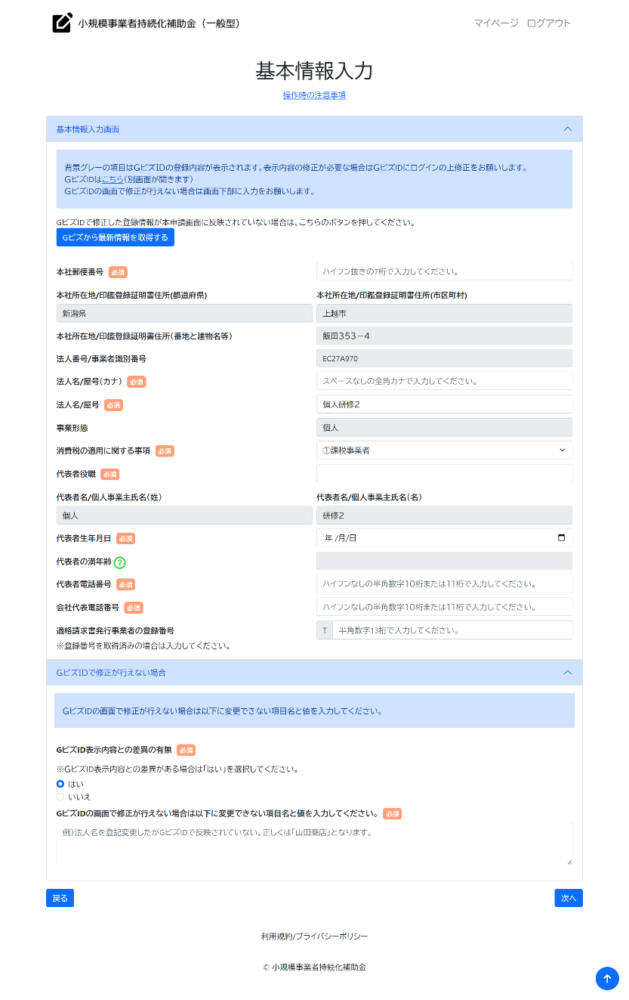 小規模事業者持続化補助金（一般型）
マイページ ログアウト
基本情報入力
操作時の注意事項
基本情報入力画面
背景グレーの項目はGビズIDの登録内容が表示されます。表示内容の修正が必要な場合はGビズIDにログインの上修正をお願いします。
GビズIDはこちら（別画面が開きます）
GビズIDの画面で修正が行えない場合は画面下部に入力をお願いします。
GビズIDで修正した登録情報が本申請画面に反映されていない場合は、こちらのボタンを押してください。
Gビズから最新情報を取得する
本社郵便番号 必須 ハイフン抜きの7桁で入力してください。
本社所在地/印鑑登録証明書住所(都道府県) 本社所在地/印鑑登録証明書住所(市区町村)
新潟県 上越市
本社所在地/印鑑登録証明書住所（番地と建物名等） 飯田３５３－４
法人番号/事業者識別番号 EC27A970
法人名/屋号（カナ） 必須 スペースなしの全角カナで入力してください。
法人名/屋号 必須 個人研修２
事業形態 個人
消費税の適用に関する事項 必須 ①課税事業者
代表者役職 必須
代表者名/個人事業主氏名（姓） 代表者名/個人事業主氏名（名）
個人 研修２
代表者生年月日 必須 年 /月/日
代表者の満年齢 ?
代表者電話番号 必須 ハイフンなしの半角数字10桁または11桁で入力してください。
会社代表電話番号 必須 ハイフンなしの半角数字10桁または11桁で入力してください。
適格請求書発行事業者の登録番号 T 半角数字13桁で入力してください。
※登録番号を取得済みの場合は入力してください。
GビズIDで修正が行えない場合
GビズIDの画面で修正が行えない場合は以下に変更できない項目名と値を入力してください。
GビズID表示内容との差異の有無 必須
※GビズID表示内容との差異がある場合は「はい」を選択してください。
はい
いいえ
GビズIDの画面で修正が行えない場合は以下に変更できない項目名と値を入力してください。 必須
例）法人名を登記変更したがGビズIDで反映されていない。正しくは「山田商店」となります。
戻る 次へ
利用規約/プライバシーポリシー
© 小規模事業者持続化補助金